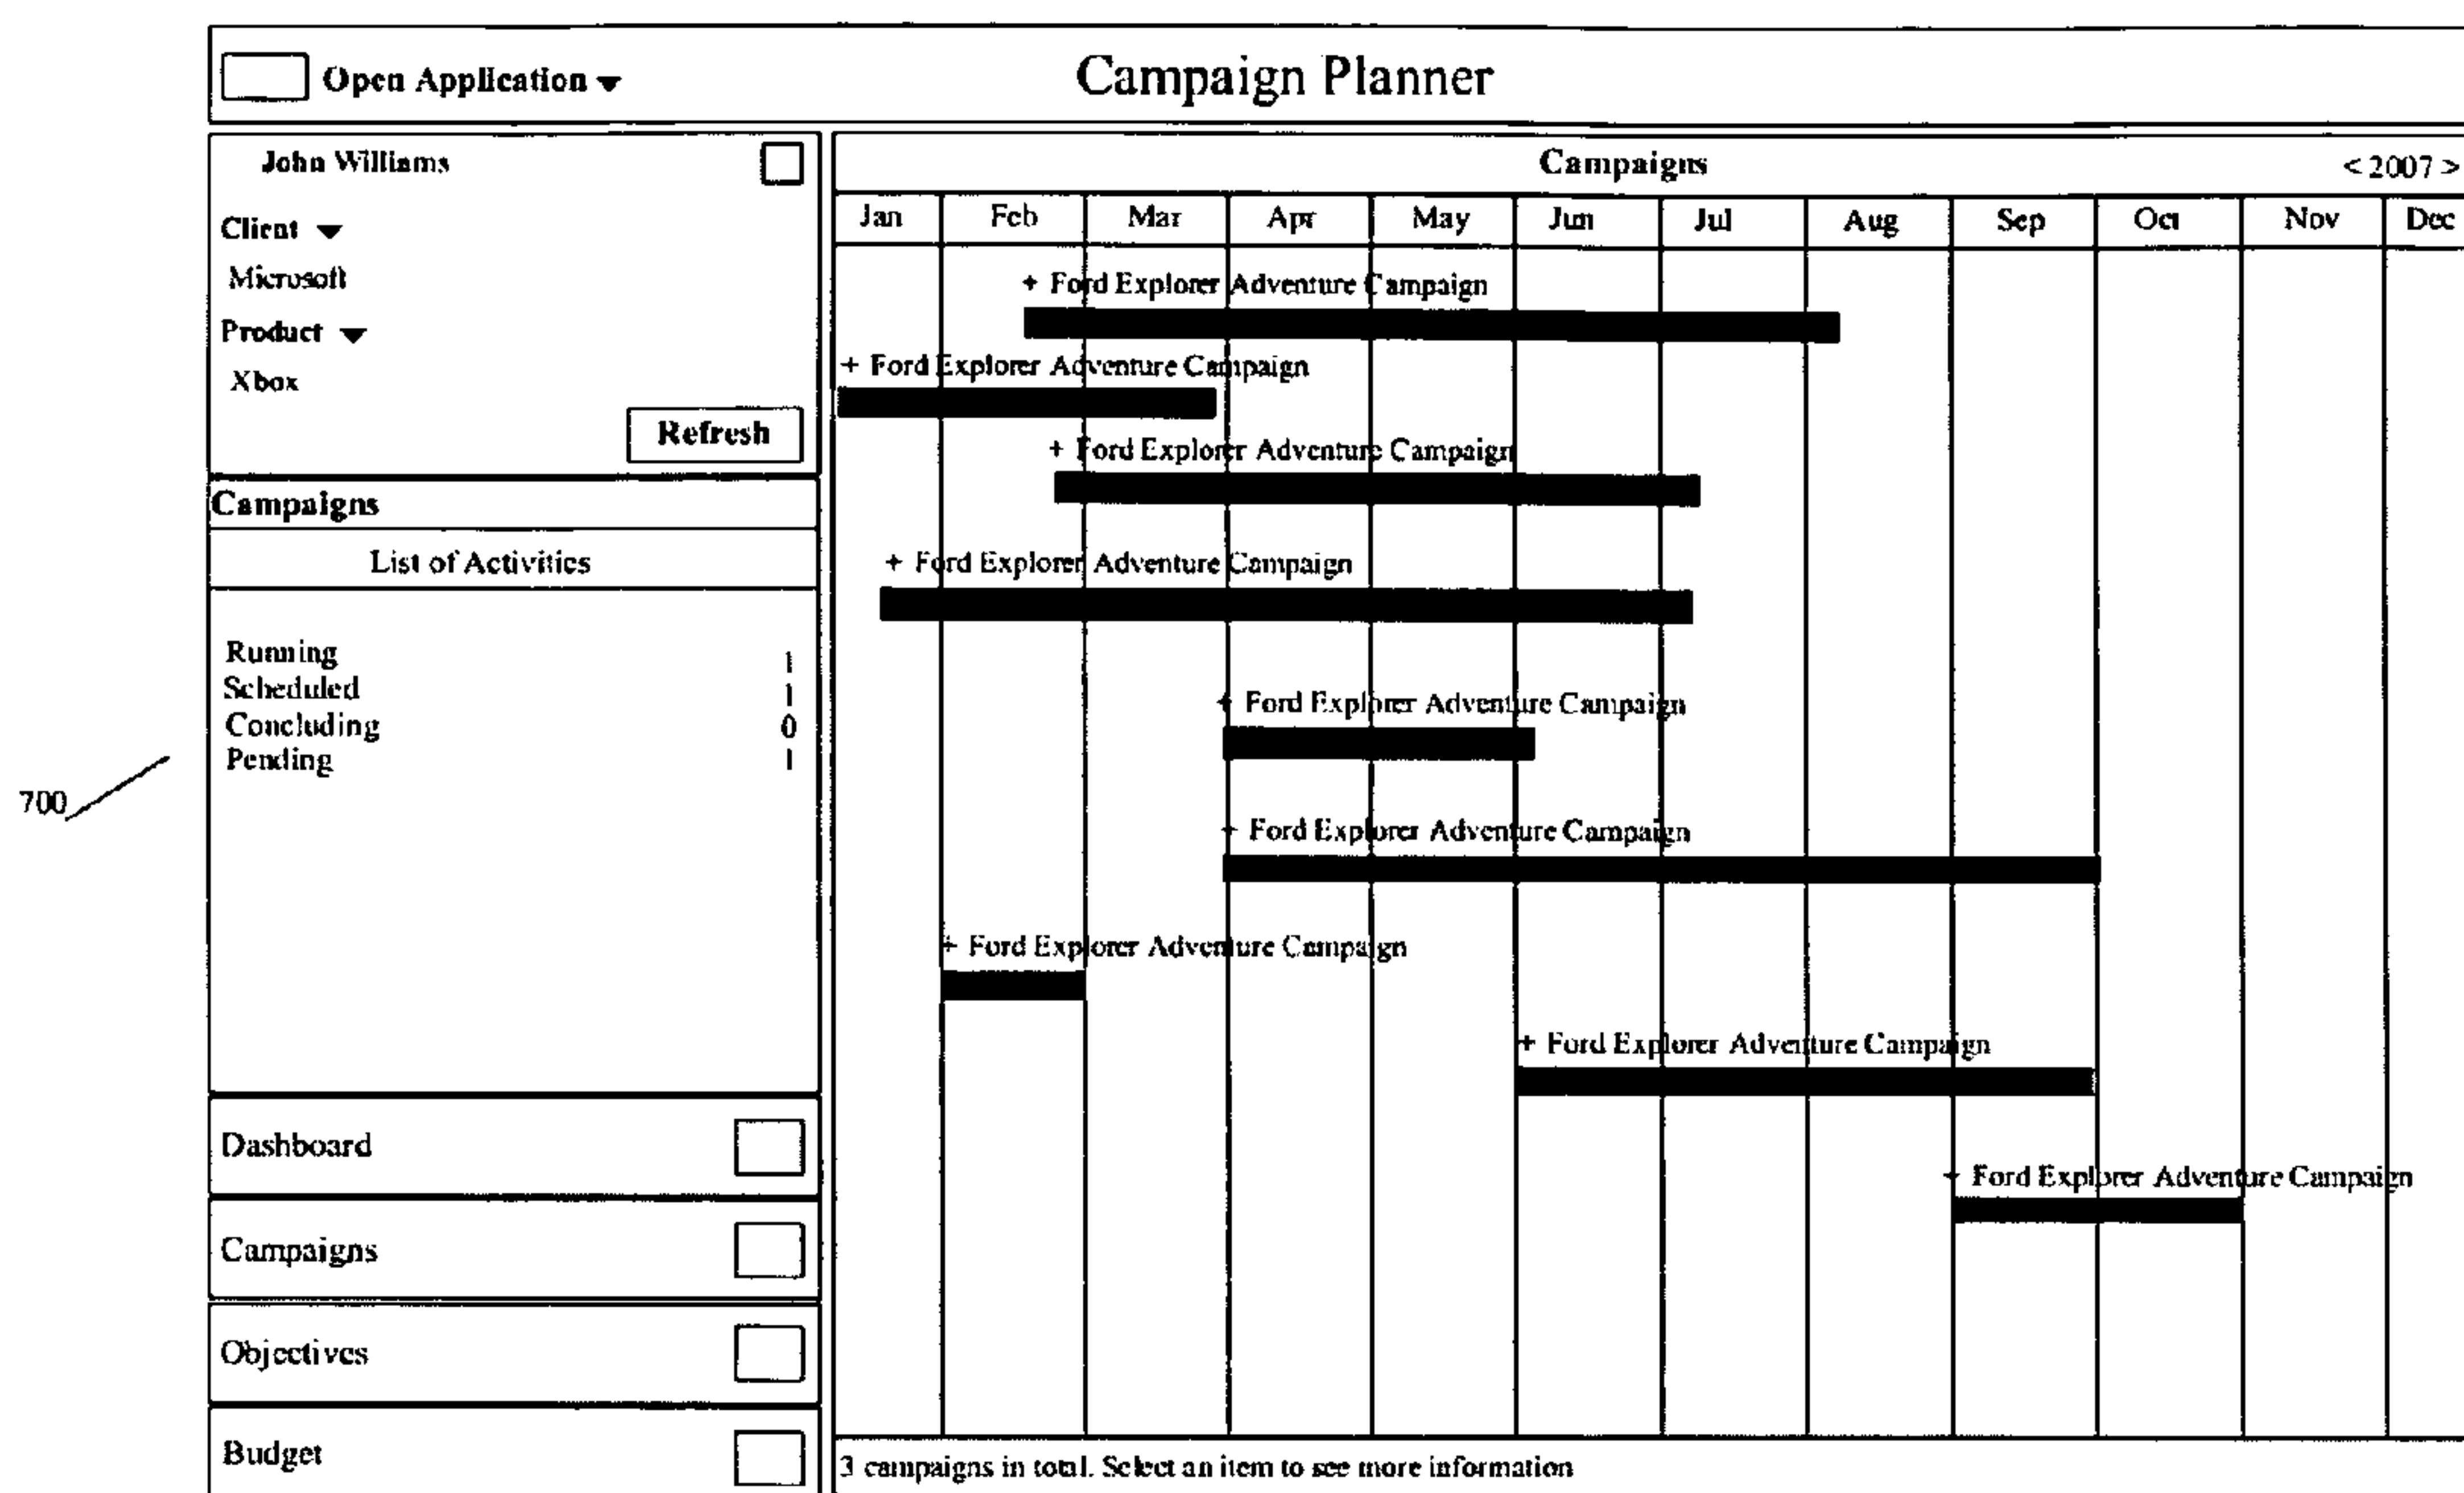 Open Application
Campaign Planner
John Williams
Client
Microsoft
Product
Xbox
Refresh
Campaigns
List of Activities
Running 1
Scheduled 1
Concluding 0
Pending 1
700
Dashboard
Campaigns
Objectives
Budget
Campaigns
< 2007 >
Jan Feb Mar Apr May Jun Jul Aug Sep Oct Nov Dec
+ Ford Explorer Adventure Campaign
+ Ford Explorer Adventure Campaign
+ Ford Explorer Adventure Campaign
+ Ford Explorer Adventure Campaign
+ Ford Explorer Adventure Campaign
+ Ford Explorer Adventure Campaign
+ Ford Explorer Adventure Campaign
+ Ford Explorer Adventure Campaign
+ Ford Explorer Adventure Campaign
3 campaigns in total. Select an item to see more information